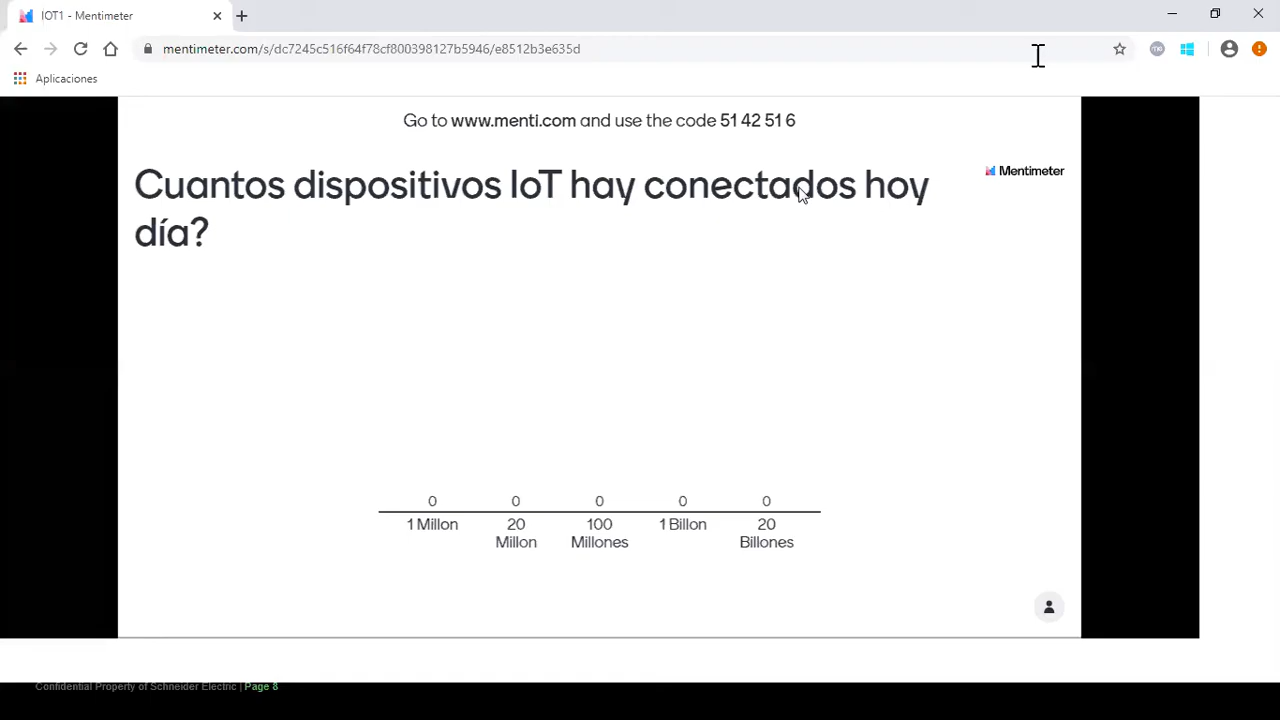 IOT1 - Mentimeter
mentimeter.com/s/dc7245c516f64f78cf800398127b5946/e8512b3e635d
Aplicaciones
Go to www.menti.com and use the code 51 42 51 6
Mentimeter
Cuantos dispositivos IoT hay conectados hoy
día?
0 0 0 0 0
1 Millon 20 100 1 Billon 20
Millon Millones Billones
Confidential Property of Schneider Electric | Page 8